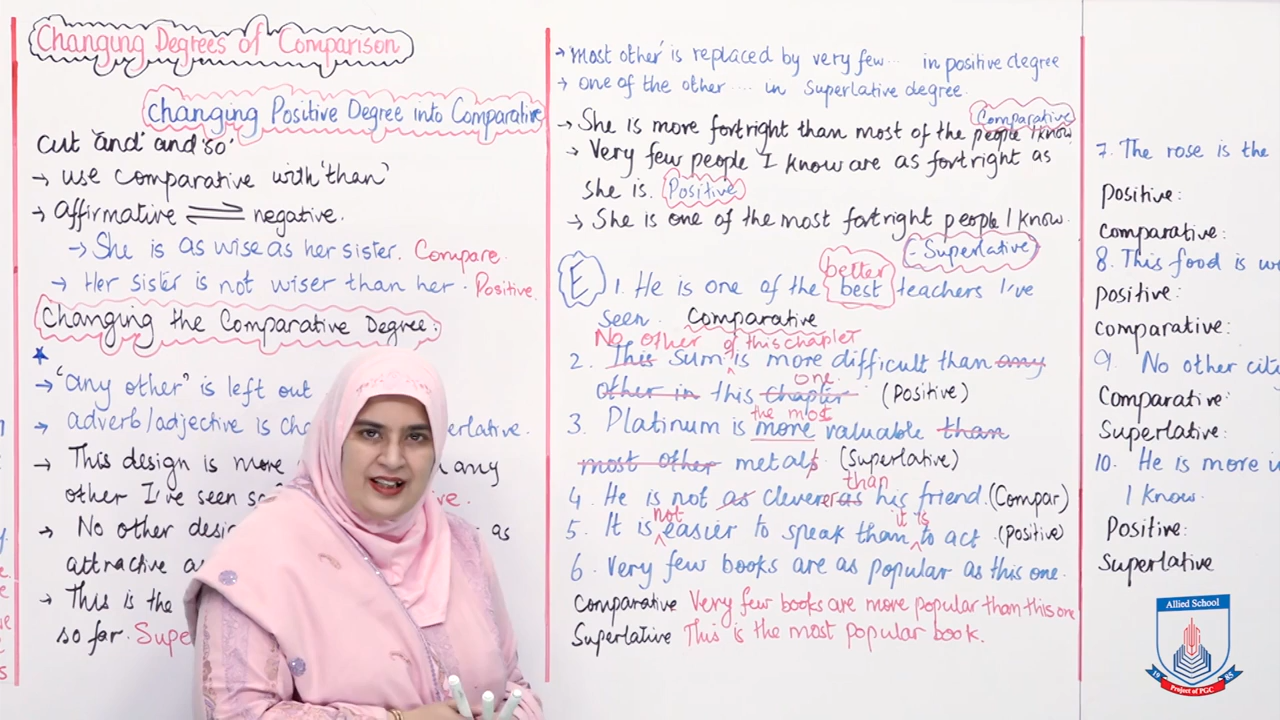 Changing Degrees of Comparison
Changing Positive Degree into Comparative
cut 'and' and 'so'
→ use comparative with 'than'
→ affirmative ⇌ negative.
→ She is as wise as her sister. Compare.
→ Her sister is not wiser than her. Positive.
Changing the Comparative Degree:
→ 'any other' is left out
→ adverb/adjective is
→ This design is more any
other I've seen
→ No other as
attractive
→ This is the
so far.
→ most other' is replaced by very few... in positive degree
→ one of the other .... in superlative degree.
Comparative
→ She is more fortright than most of the people I know
→ Very few people I know are as fortright as
she is. Positive
→ She is one of the most fortright people I know.
- Superlative
better
E 1. He is one of the best teachers I've
seen. Comparative
No other of this chapter
2. This sum is more difficult than any
one
other in this chapter (Positive)
the most
3. Platinum is more valuable than
most other metals (Superlative)
than
4. He is not as cleverer as his friend. (Compar)
not it is
5. It is easier to speak than to act. (Positive)
6. Very few books are as popular as this one.
Comparative Very few books are more popular than this one
Superlative This is the most popular book.
7. The rose is the
Positive:
Comparative:
8. This food is
Positive:
Comparative:
9. No other
Comparative:
Superlative:
10. He is more
I know.
Positive:
Superlative
Allied School
19 85
Project of PGC